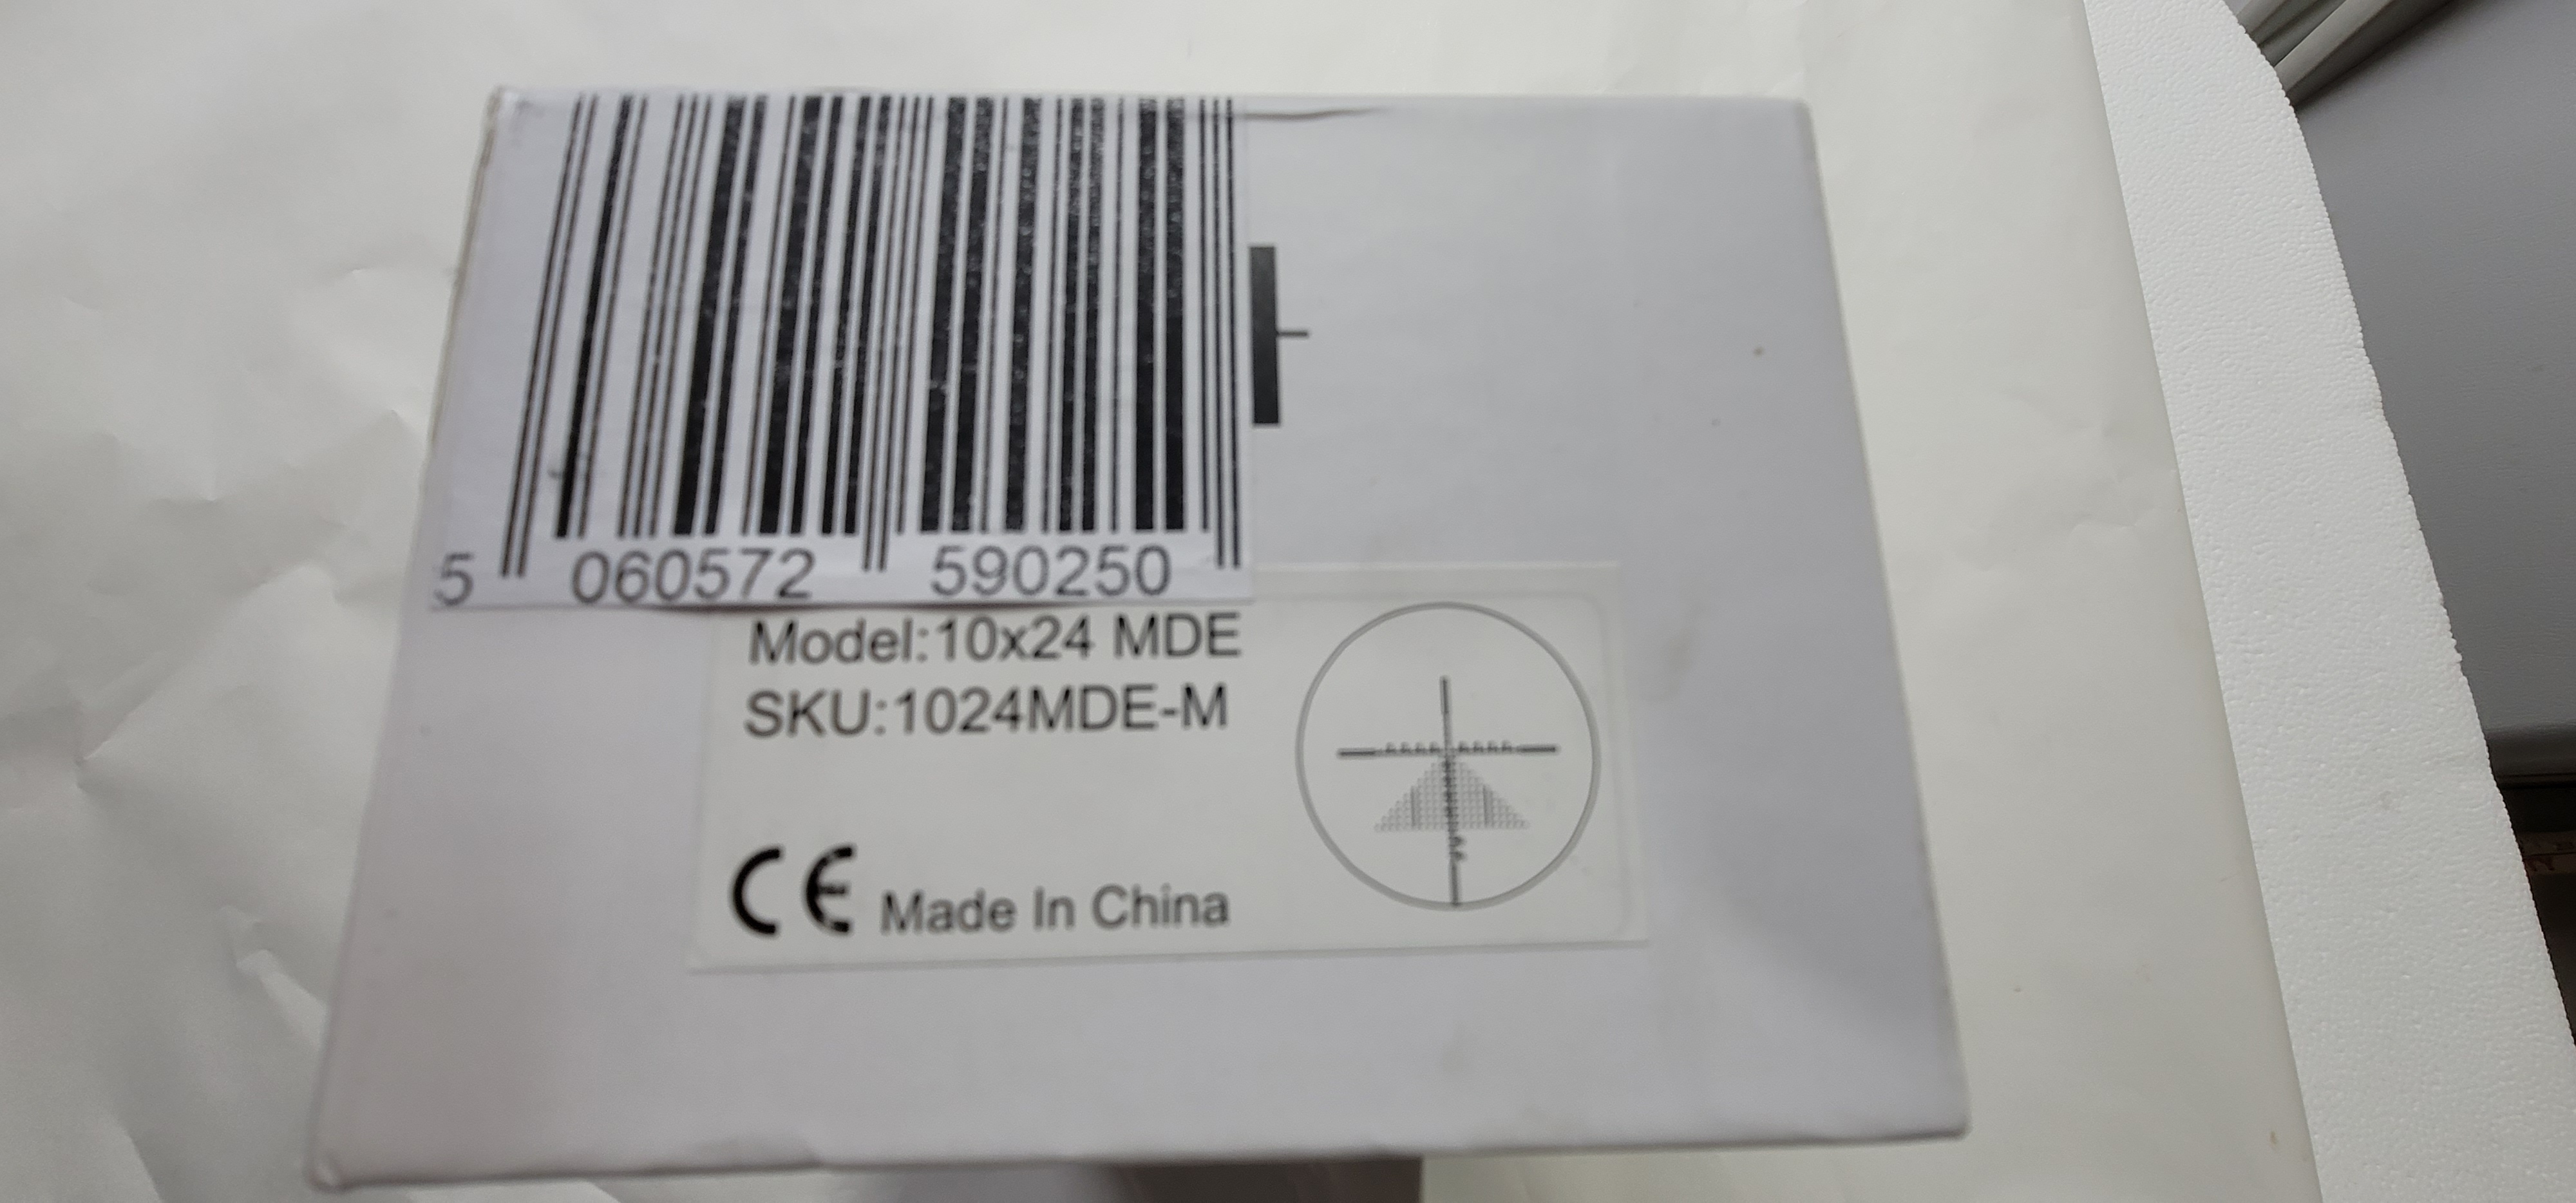 5 060572 590250
Model:10x24 MDE
SKU:1024MDE-M
CE Made In China